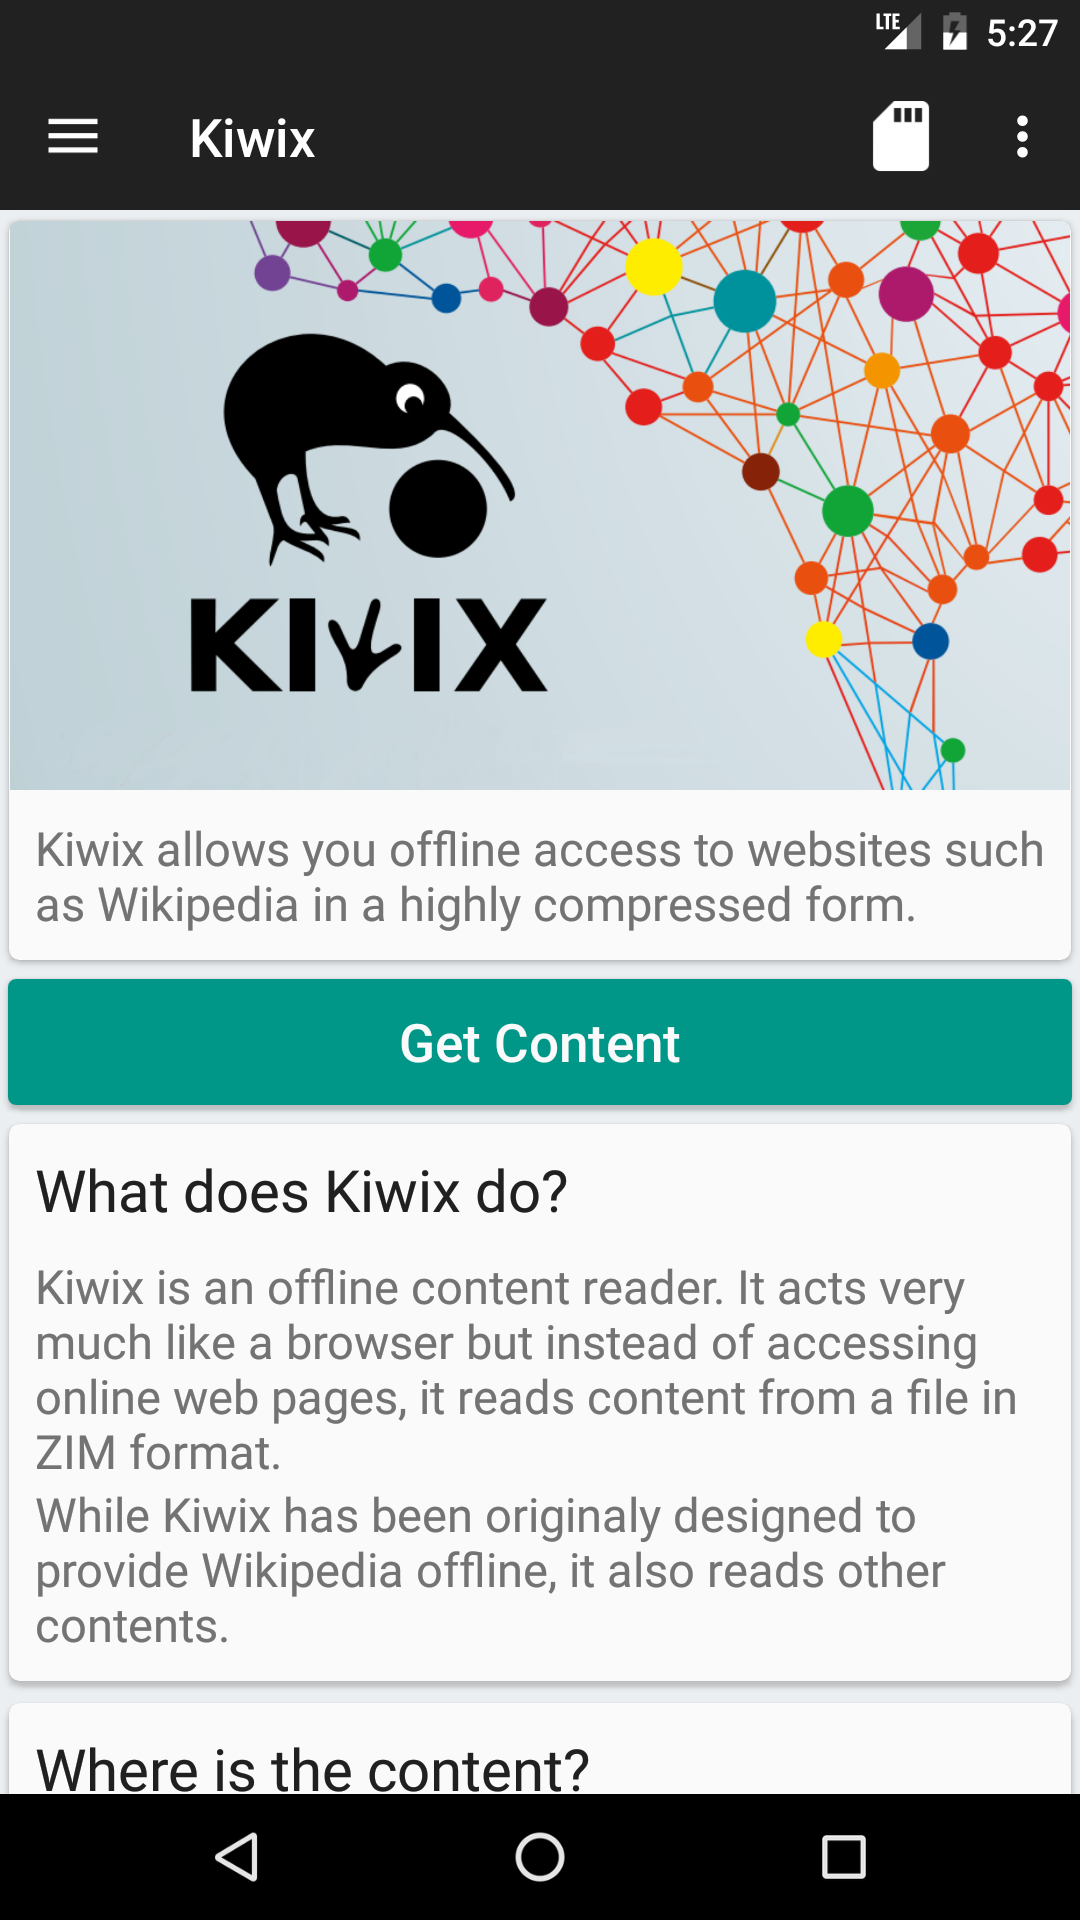 LTE 5:27
Kiwix
KIWIX
Kiwix allows you offline access to websites such
as Wikipedia in a highly compressed form.
Get Content
What does Kiwix do?
Kiwix is an offline content reader. It acts very
much like a browser but instead of accessing
online web pages, it reads content from a file in
ZIM format.
While Kiwix has been originaly designed to
provide Wikipedia offline, it also reads other
contents.
Where is the content?